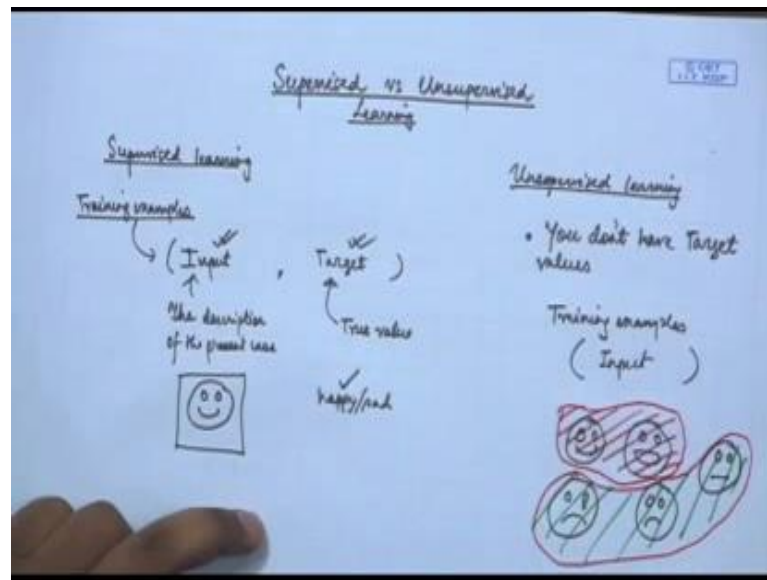 Supervised vs Unsupervised
Learning
Supervised learning
Training examples
( Input , Target )
The description
of the present case
True value
happy/sad
Unsupervised learning
• You don't have Target
values
Training examples
( Input )